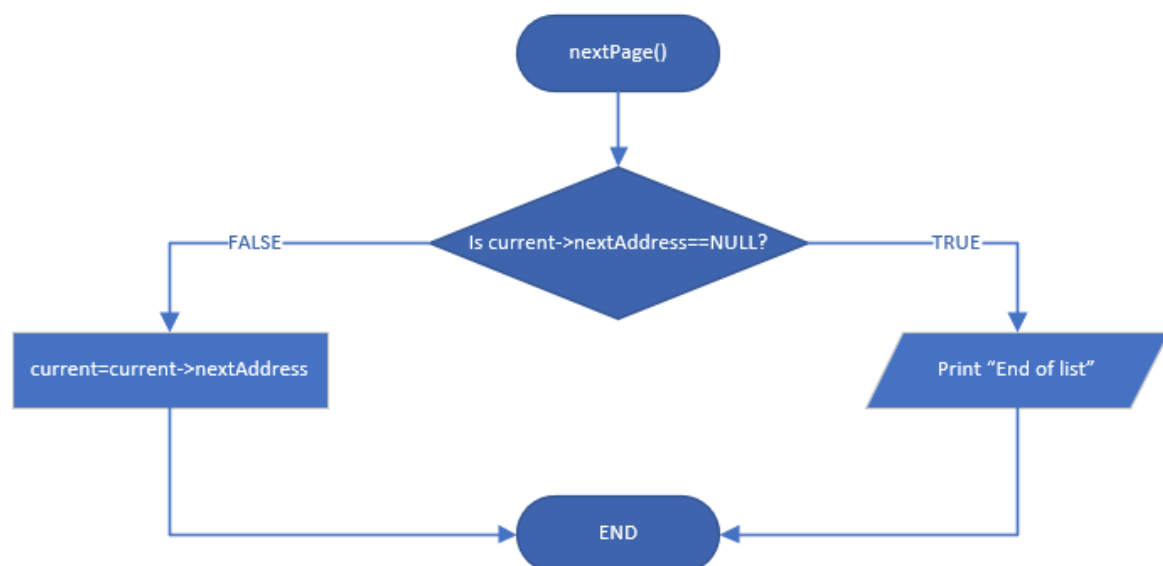 nextPage()
Is current->nextAddress==NULL?
FALSE
TRUE
current=current->nextAddress
Print “End of list”
END